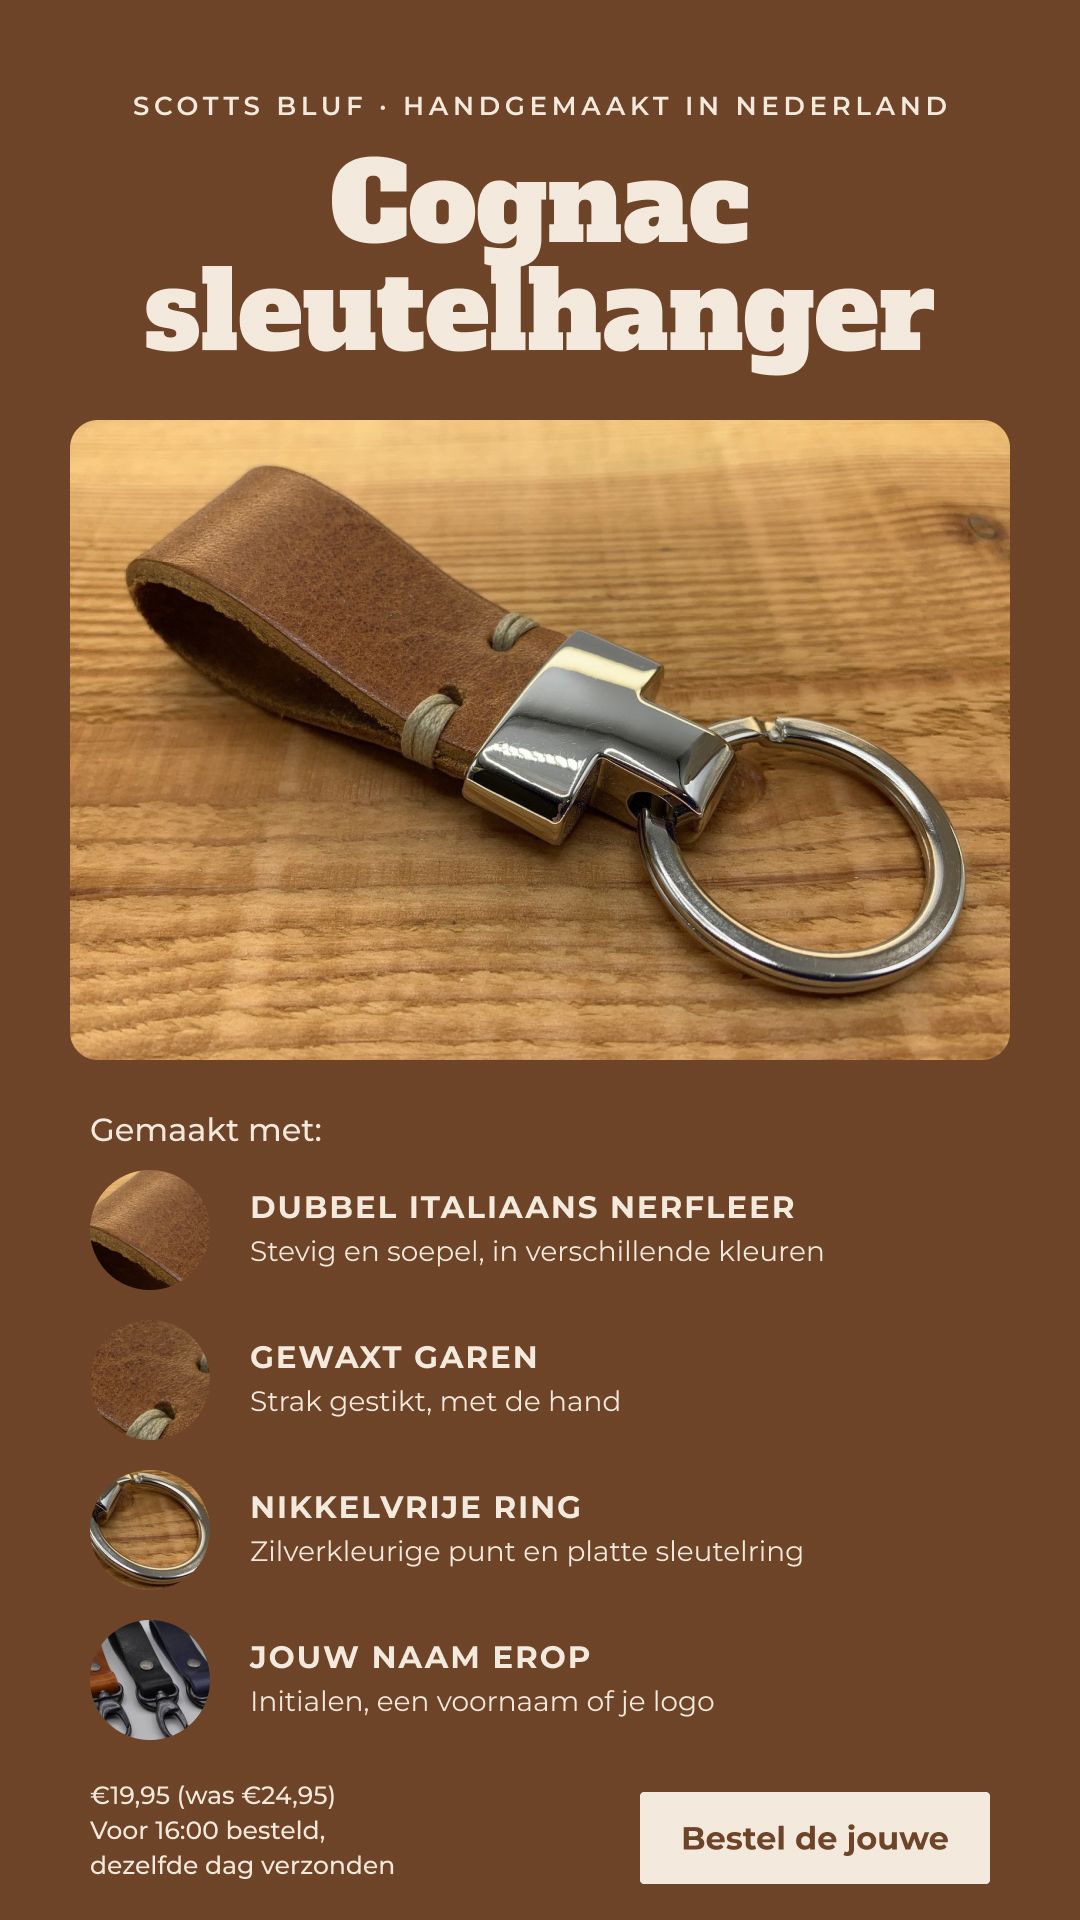 SCOTTS BLUF · HANDGEMAAKT IN NEDERLAND
Cognac
sleutelhanger
Gemaakt met:
DUBBEL ITALIAANS NERFLEER
Stevig en soepel, in verschillende kleuren
GEWAXT GAREN
Strak gestikt, met de hand
NIKKELVRIJE RING
Zilverkleurige punt en platte sleutelring
JOUW NAAM EROP
Initialen, een voornaam of je logo
€19,95 (was €24,95)
Voor 16:00 besteld,
dezelfde dag verzonden
Bestel de jouwe